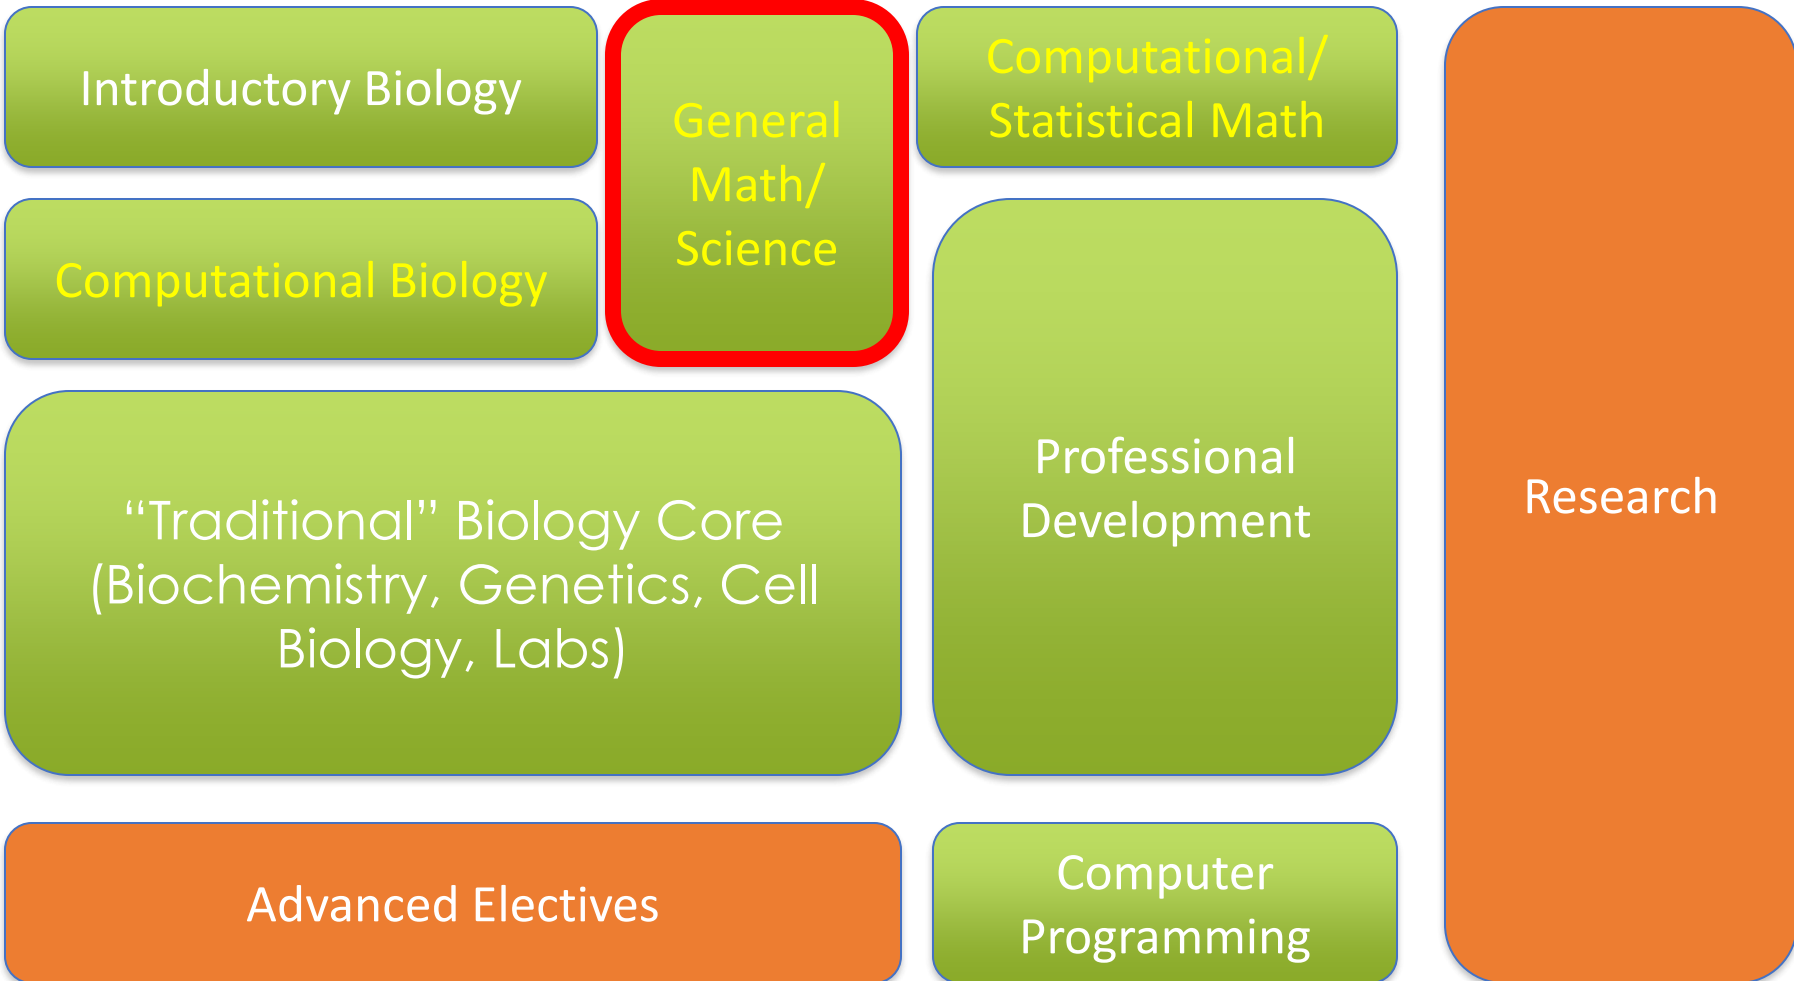 Introductory Biology
General
Math/
Science
Computational/
Statistical Math
Computational Biology
“Traditional” Biology Core
(Biochemistry, Genetics, Cell
Biology, Labs)
Professional
Development
Research
Advanced Electives
Computer
Programming